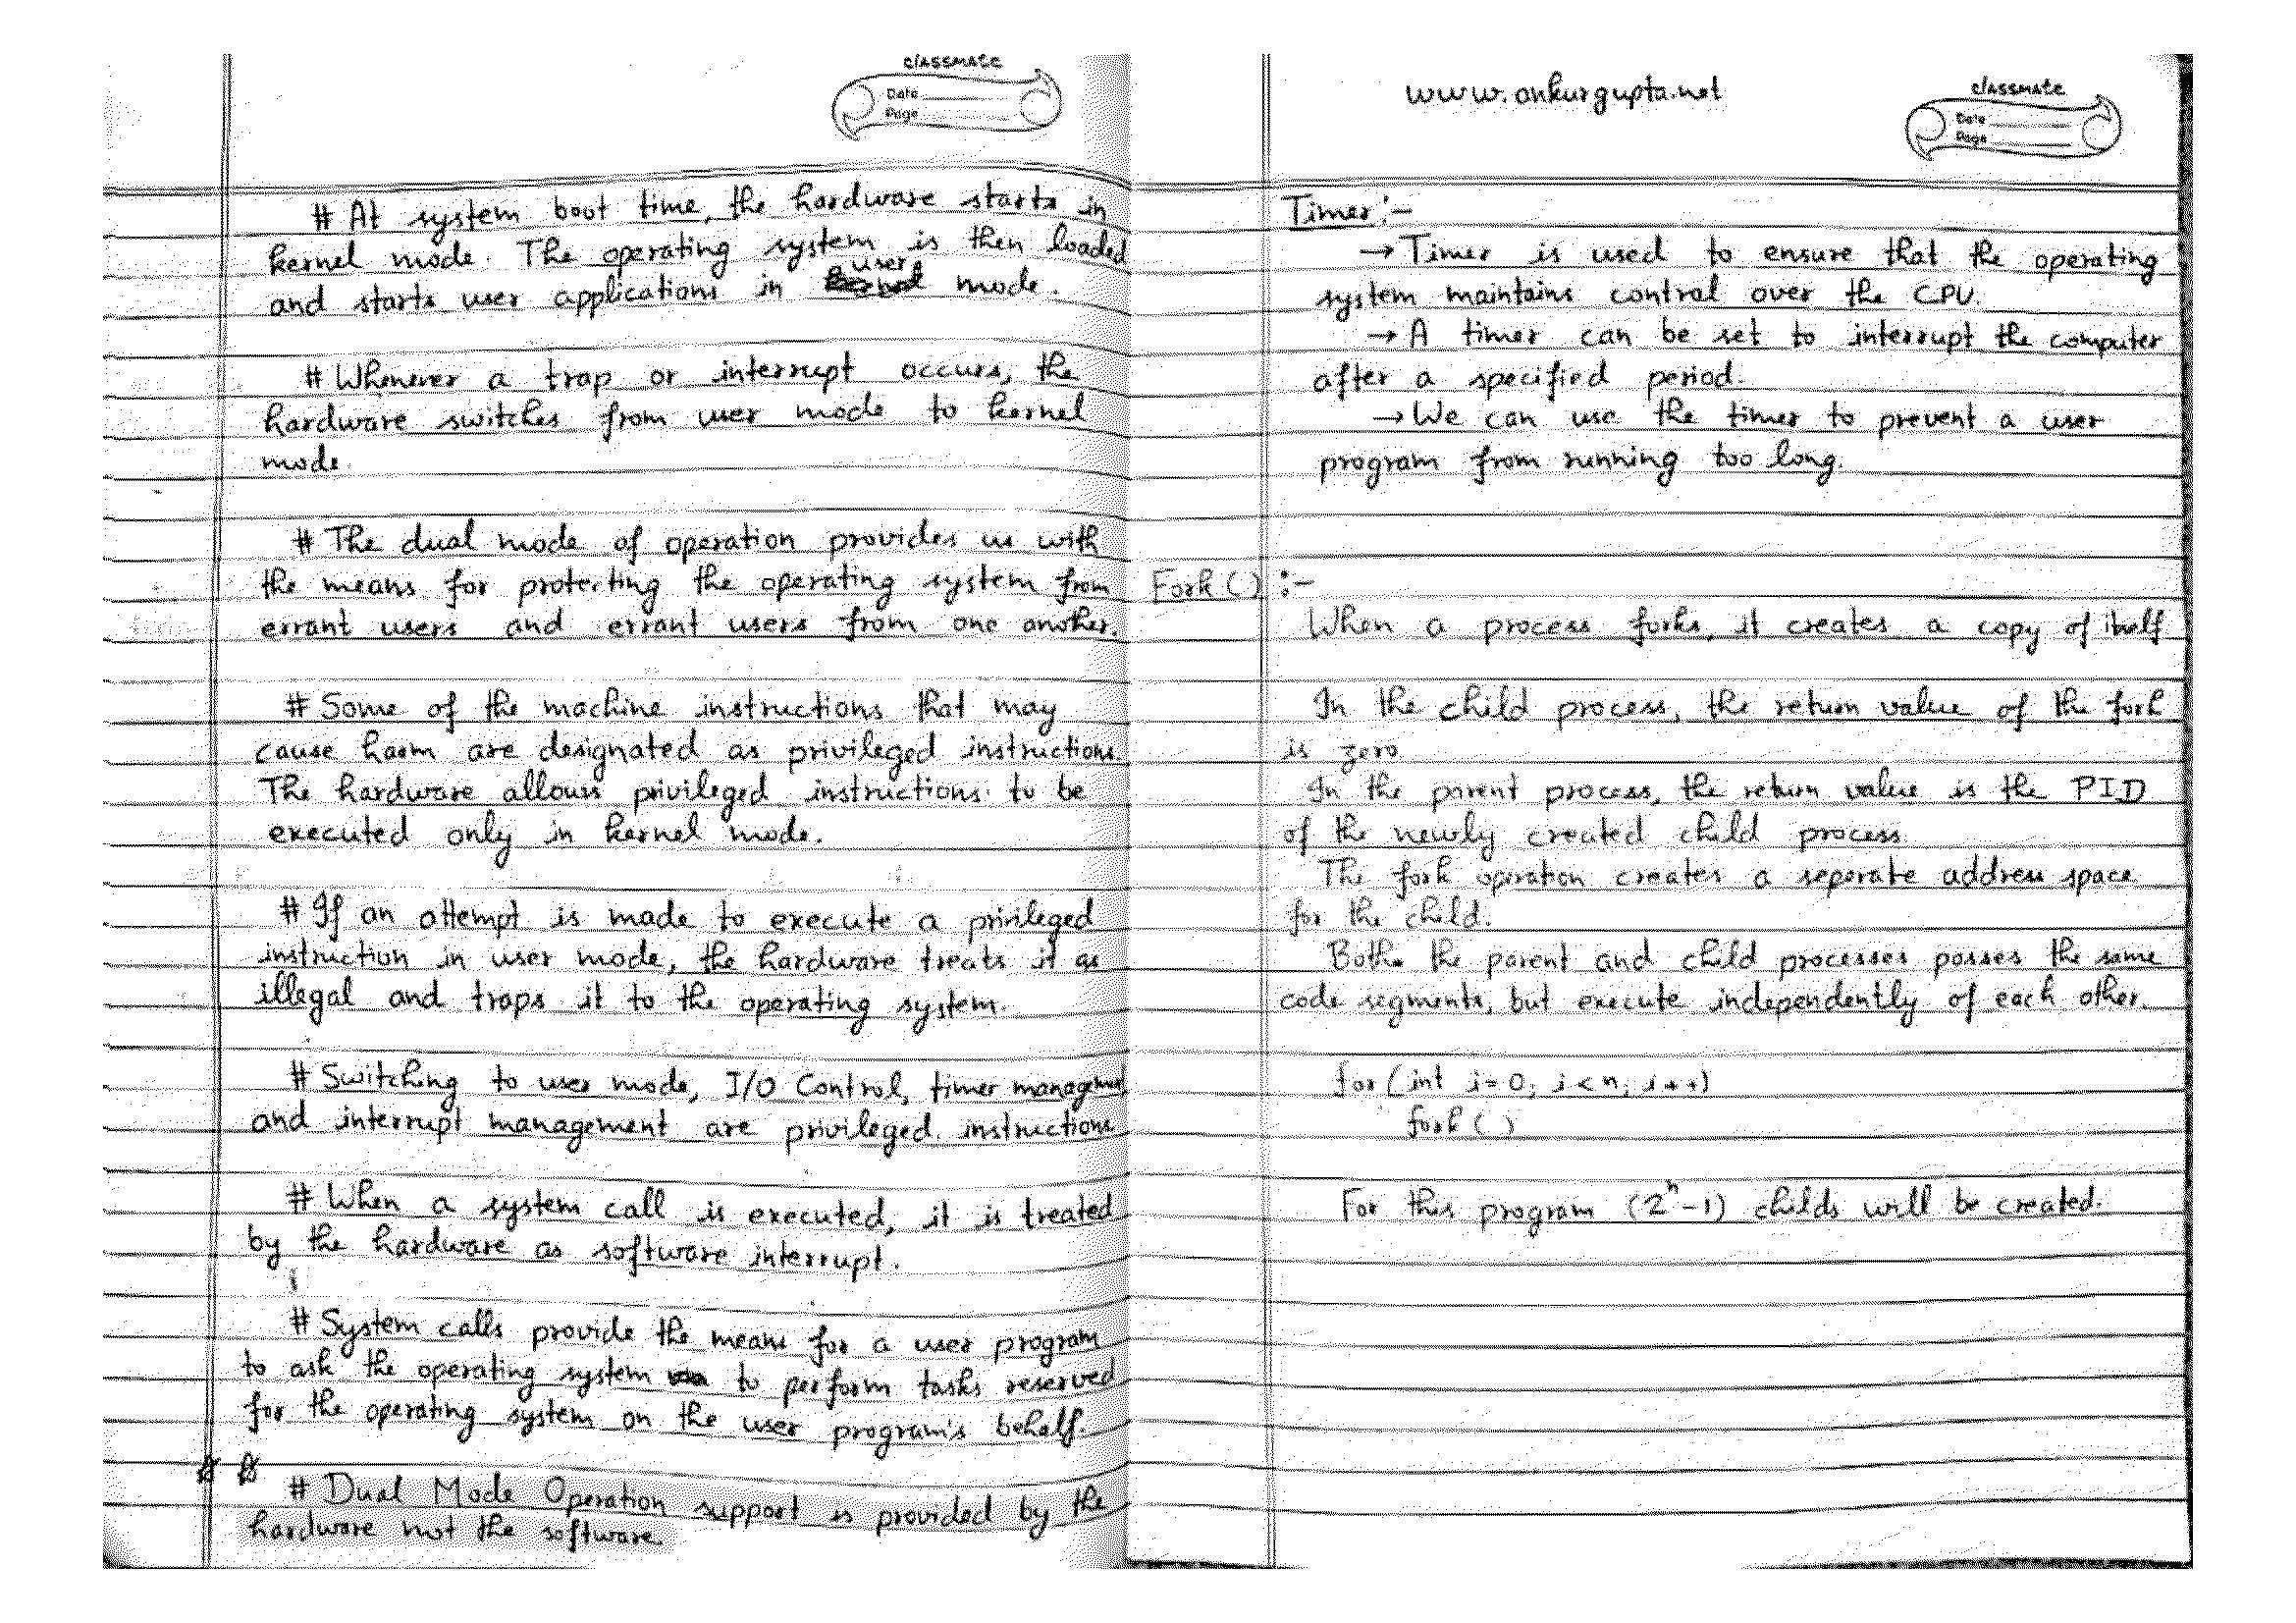 classmate
Date
Page
# At system boot time, the hardware starts in
kernel mode. The operating system is then loaded
and starts user applications in user mode.
# Whenever a trap or interrupt occurs, the
hardware switches from user mode to kernel
mode.
# The dual mode of operation provides us with
the means for protecting the operating system from
errant users and errant users from one another.
# Some of the machine instructions that may
cause harm are designated as privileged instructions.
The hardware allows privileged instructions to be
executed only in kernel mode.
# If an attempt is made to execute a privileged
instruction in user mode, the hardware treats it as
illegal and traps it to the operating system.
# Switching to user mode, I/O Control, timer management
and interrupt management are privileged instructions
# When a system call is executed, it is treated
by the hardware as software interrupt.
# System calls provide the means for a user program
to ask the operating system to perform tasks reserved
for the operating system on the user program's behalf.
# Dual Mode Operation support is provided by the
hardware not the software
www.ankurgupta.net
classmate
Date
Page
Timer:-
→ Timer is used to ensure that the operating
system maintains control over the CPU.
→ A timer can be set to interrupt the computer
after a specified period.
→ We can use the timer to prevent a user
program from running too long.
Fork():-
When a process forks, it creates a copy of itself
In the child process, the return value of the fork
is zero
In the parent process, the return value is the PID
of the newly created child process.
The fork operation creates a seperate address space
for the child.
Both the parent and child processes posses the same
code segments, but execute independently of each other.
for(int i=0; i<n; i++)
fork()
For this program (2ⁿ-1) childs will be created.